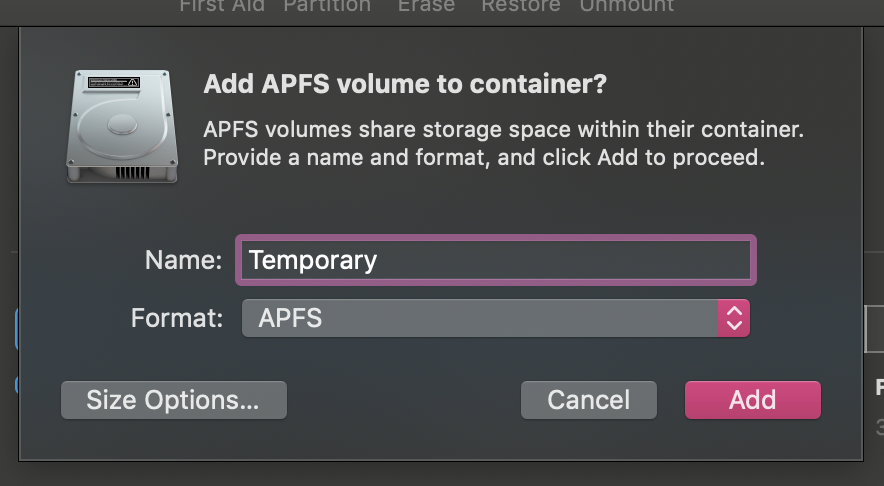 First Aid Partition Erase Restore Unmount
Add APFS volume to container?
APFS volumes share storage space within their container.
Provide a name and format, and click Add to proceed.
Name: Temporary
Format: APFS
Size Options... Cancel Add